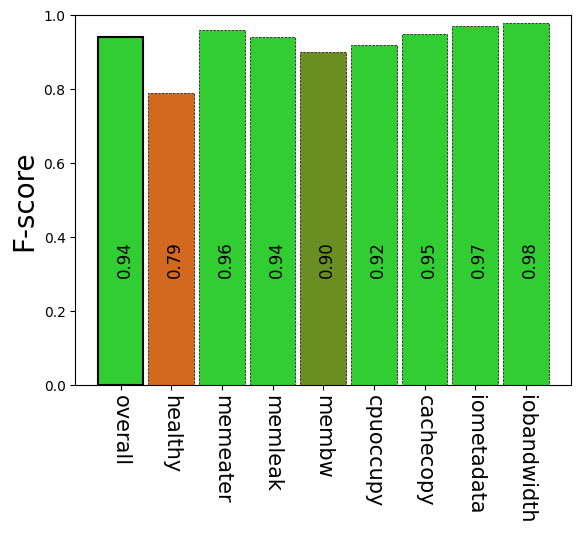 F-score
1.0
0.8
0.6
0.4
0.2
0.0
0.94
0.79
0.96
0.94
0.90
0.92
0.95
0.97
0.98
overall
healthy
memeater
memleak
membw
cpuoccupy
cachecopy
iometadata
iobandwidth